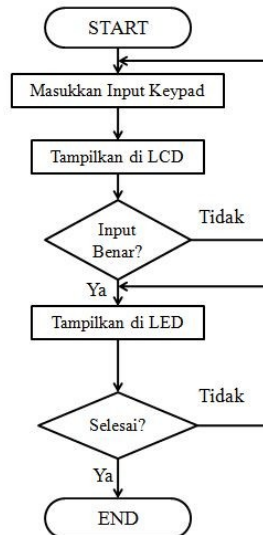 START
Masukkan Input Keypad
Tampilkan di LCD
Input
Benar?
Tidak
Ya
Tampilkan di LED
Tidak
Selesai?
Ya
END